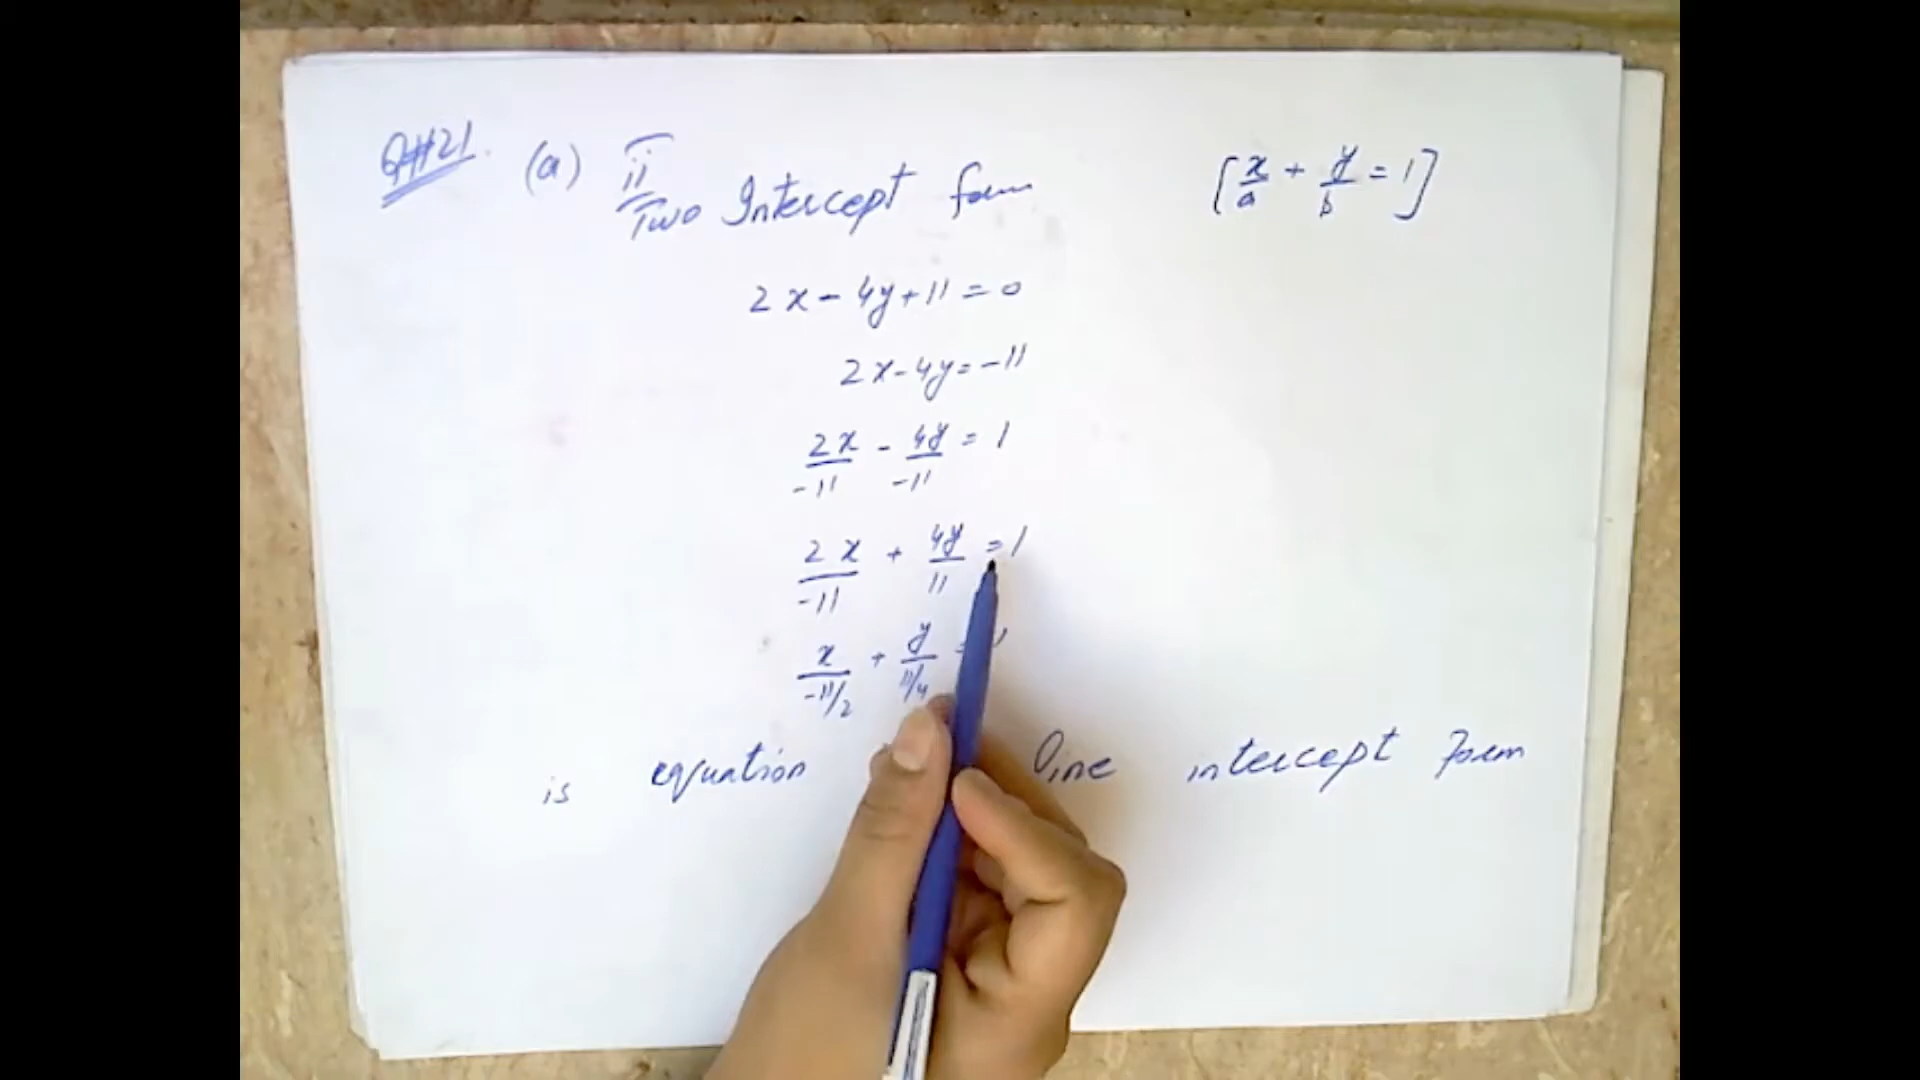 Q#21. (a) ii
Two Intercept form [x/a + y/b = 1]
2x - 4y + 11 = 0
2x - 4y = -11
2x/-11 - 4y/-11 = 1
2x/-11 + 4y/11 = 1
x/-11/2 + y/11/4 =
is equation line intercept form